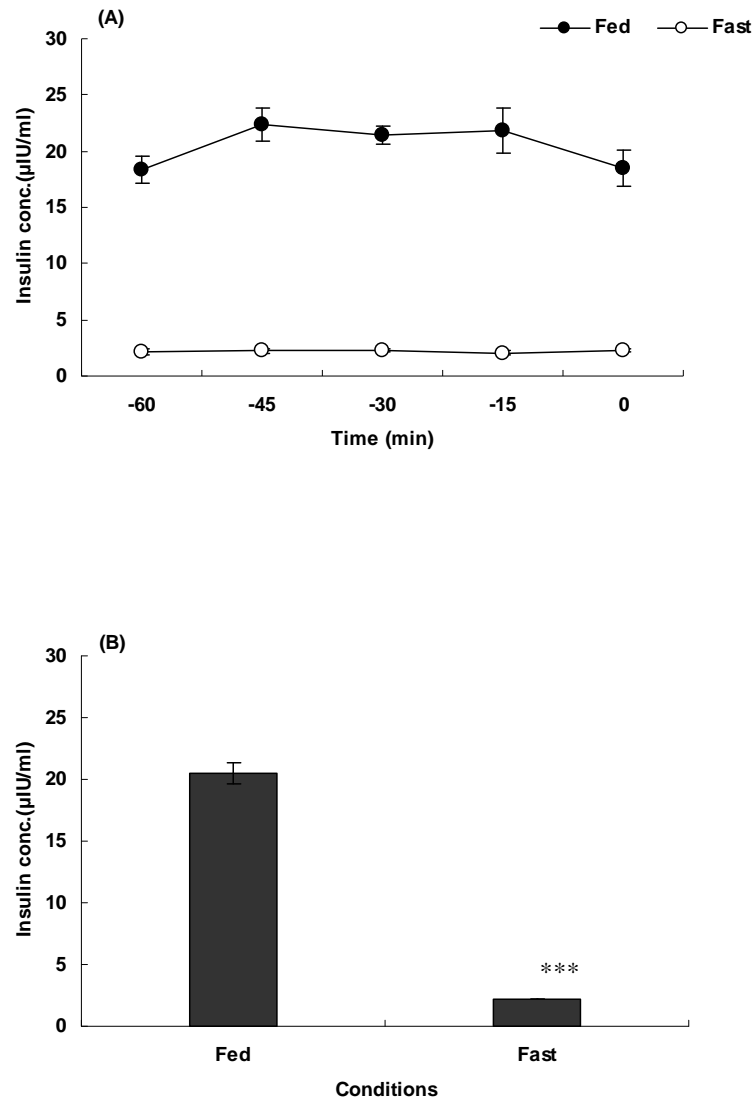 (A)
Fed Fast
30
25
20
15
10
5
0
Insulin conc.(µIU/ml)
-60 -45 -30 -15 0
Time (min)
(B)
30
25
20
15
10
5
0
Insulin conc.(µIU/ml)
***
Fed Fast
Conditions